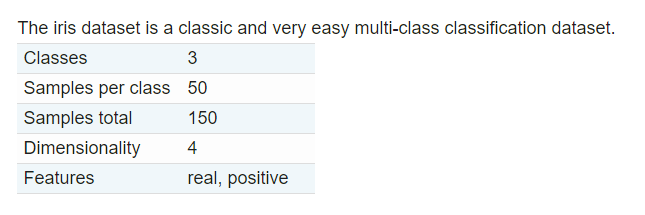 The iris dataset is a classic and very easy multi-class classification dataset.
Classes 3
Samples per class 50
Samples total 150
Dimensionality 4
Features real, positive